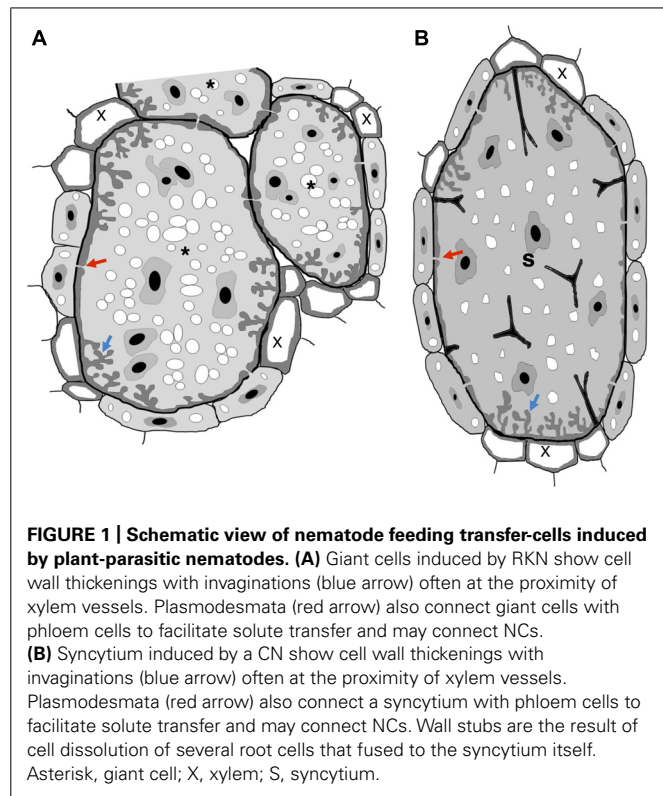 A
B
*
X
X
*
*
X
X
S
X
FIGURE 1 | Schematic view of nematode feeding transfer-cells induced
by plant-parasitic nematodes. (A) Giant cells induced by RKN show cell
wall thickenings with invaginations (blue arrow) often at the proximity of
xylem vessels. Plasmodesmata (red arrow) also connect giant cells with
phloem cells to facilitate solute transfer and may connect NCs.
(B) Syncytium induced by a CN show cell wall thickenings with
invaginations (blue arrow) often at the proximity of xylem vessels.
Plasmodesmata (red arrow) also connect a syncytium with phloem cells to
facilitate solute transfer and may connect NCs. Wall stubs are the result of
cell dissolution of several root cells that fused to the syncytium itself.
Asterisk, giant cell; X, xylem; S, syncytium.